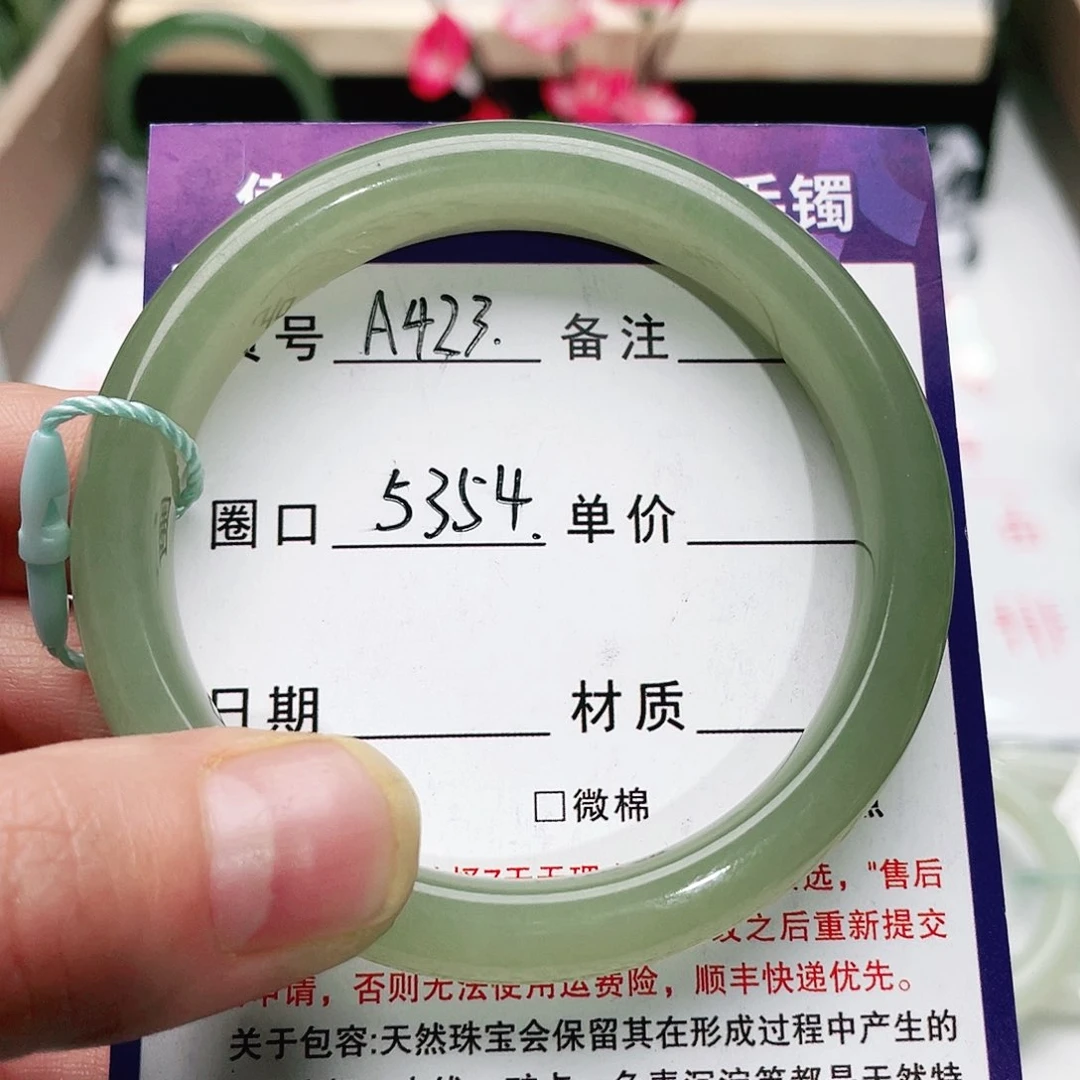 手镯
货号 A423. 备注
圈口 5354. 单价
日期 材质
□微棉
选，"售后
之后重新提交
申请，否则无法使用运费险，顺丰快递优先。
关于包容:天然珠宝会保留其在形成过程中产生的